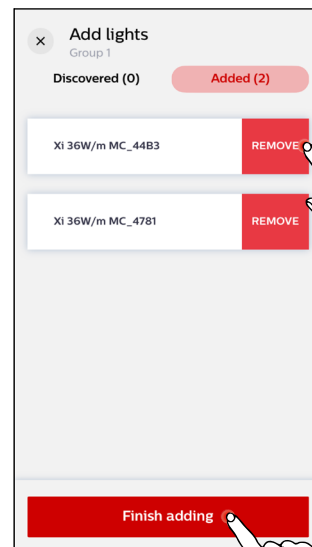 Add lights
Group 1
Discovered (0) Added (2)
Xi 36W/m MC_44B3 REMOVE
Xi 36W/m MC_4781 REMOVE
Finish adding